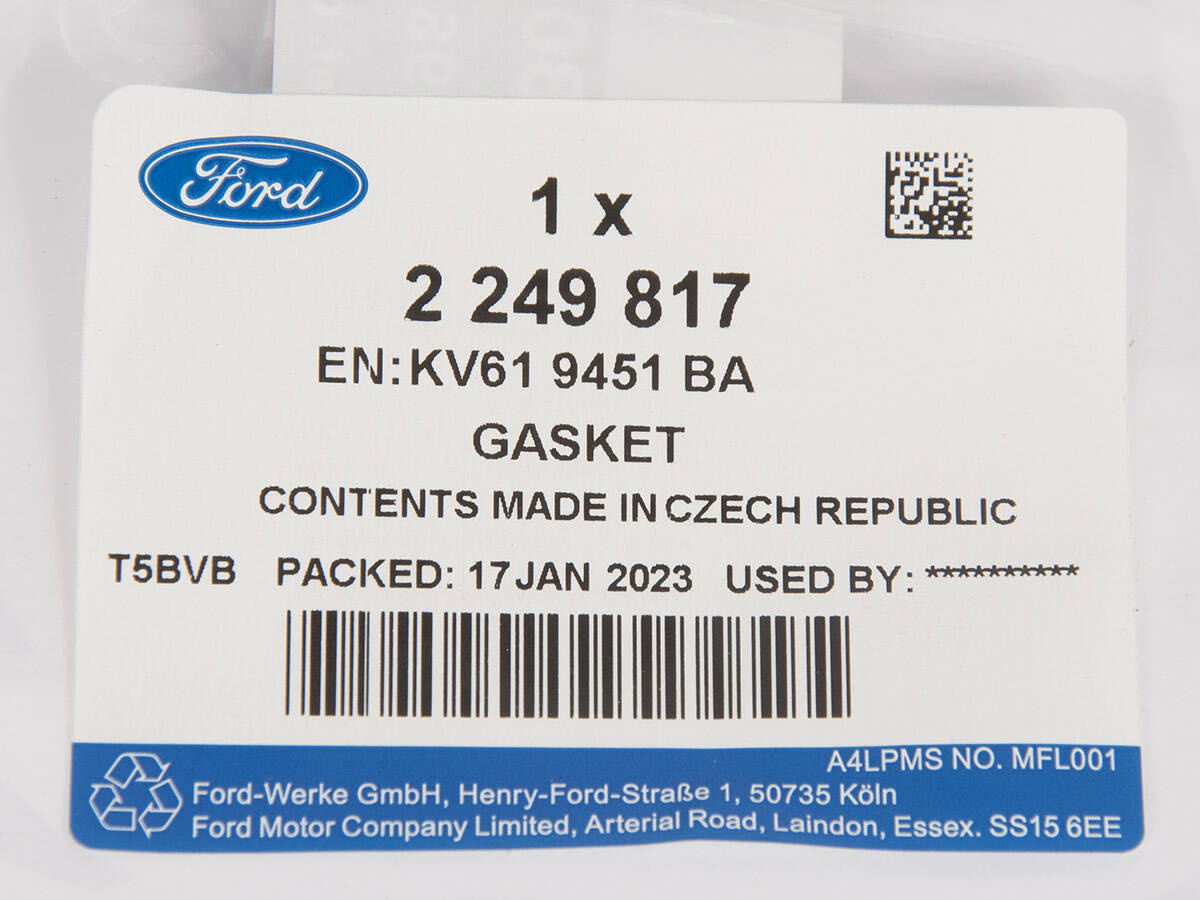 Ford
1 x
2 249 817
EN:KV61 9451 BA
GASKET
CONTENTS MADE IN CZECH REPUBLIC
T5BVB PACKED: 17JAN 2023 USED BY: **********
A4LPMS NO. MFL001
Ford-Werke GmbH, Henry-Ford-Straße 1, 50735 Köln
Ford Motor Company Limited, Arterial Road, Laindon, Essex. SS15 6EE